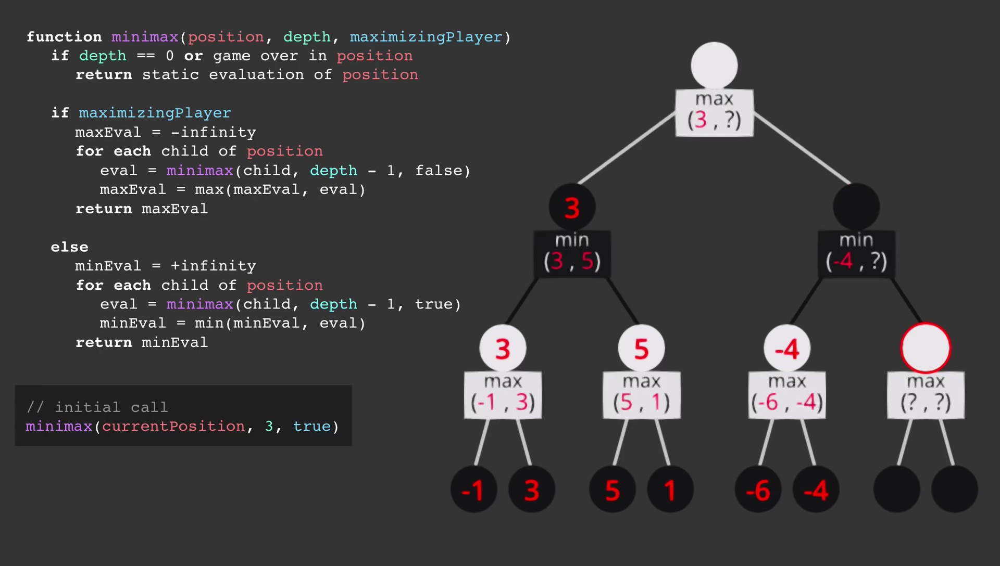 function minimax(position, depth, maximizingPlayer)
if depth == 0 or game over in position
return static evaluation of position
if maximizingPlayer
maxEval = -infinity
for each child of position
eval = minimax(child, depth - 1, false)
maxEval = max(maxEval, eval)
return maxEval
else
minEval = +infinity
for each child of position
eval = minimax(child, depth - 1, true)
minEval = min(minEval, eval)
return minEval
// initial call
minimax(currentPosition, 3, true)
max
(3 , ?)
3
min
(3 , 5)
min
(-4 , ?)
3
max
(-1 , 3)
5
max
(5 , 1)
-4
max
(-6 , -4)
max
(? , ?)
-1
3
5
1
-6
-4